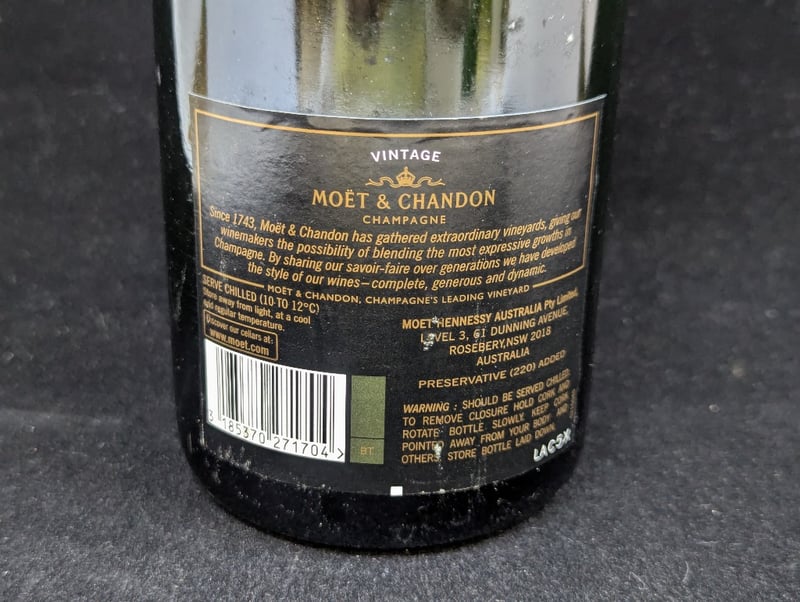 VINTAGE
MOËT & CHANDON
CHAMPAGNE
Since 1743, Moët & Chandon has gathered extraordinary vineyards, giving our
winemakers the possibility of blending the most expressive growths in
Champagne. By sharing our savoir-faire over generations we have developed
the style of our wines – complete, generous and dynamic.
MOËT & CHANDON, CHAMPAGNE'S LEADING VINEYARD
SERVE CHILLED (10 TO 12°C)
Store away from light, at a cool
and regular temperature.
Discover our cellars at:
www.moet.com
3 185370 271704 >
BT
MOET HENNESSY AUSTRALIA Pty Limited,
LEVEL 3, 61 DUNNING AVENUE,
ROSEBERY,NSW 2018
AUSTRALIA
PRESERVATIVE (220) ADDED
WARNING : SHOULD BE SERVED CHILLED.
TO REMOVE CLOSURE HOLD CORK AND
ROTATE BOTTLE SLOWLY. KEEP CORK
POINTED AWAY FROM YOUR BODY AND
OTHERS. STORE BOTTLE LAID DOWN.